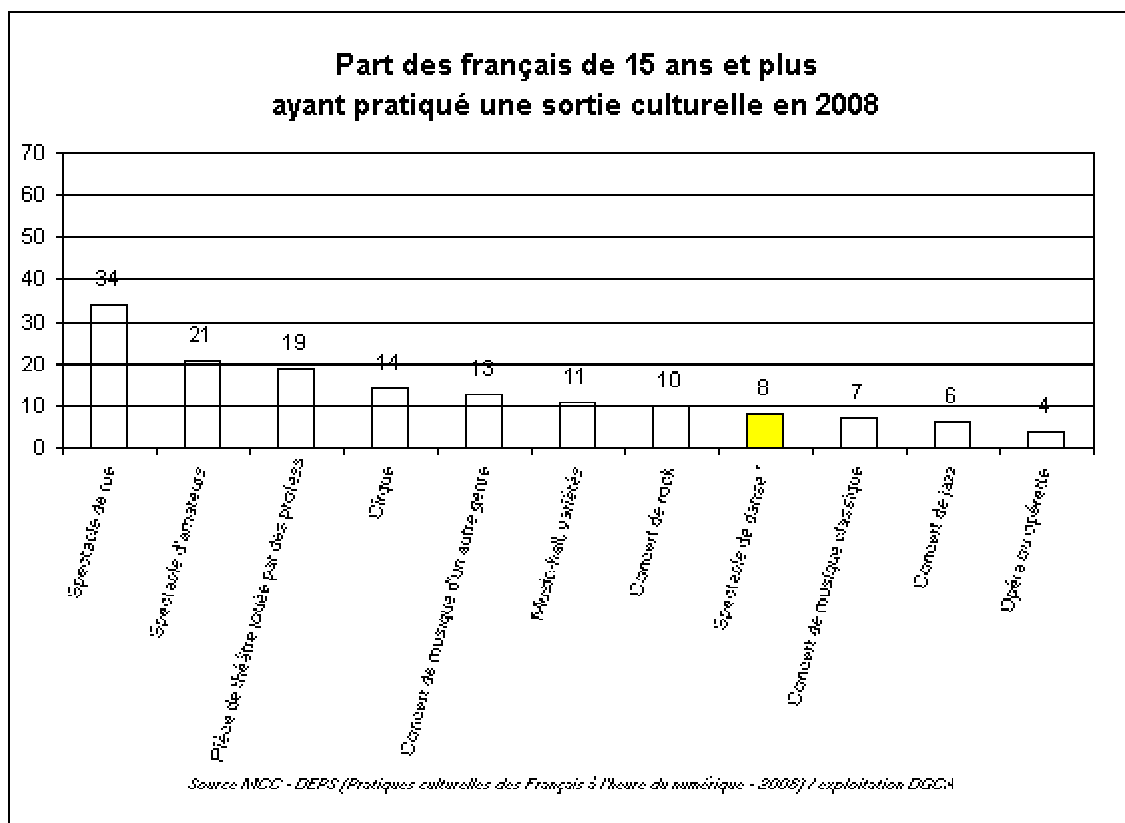 Part des français de 15 ans et plus
ayant pratiqué une sortie culturelle en 2008
70
60
50
40
30
20
10
0
34
21
19
14
13
11
10
8
7
6
4
Spectacle de rue
Spectacle d'amateurs
Pièce de théâtre jouée par des profess
Cirque
Concert de musique d'un autre genre
Music-hall, variétés
Concert de rock
Spectacle de danse *
Concert de musique classique
Concert de jazz
Opéra ou opérette
Source MCC - DEPS (Pratiques culturelles des Français à l'heure du numérique - 2008) / exploitation DGCA